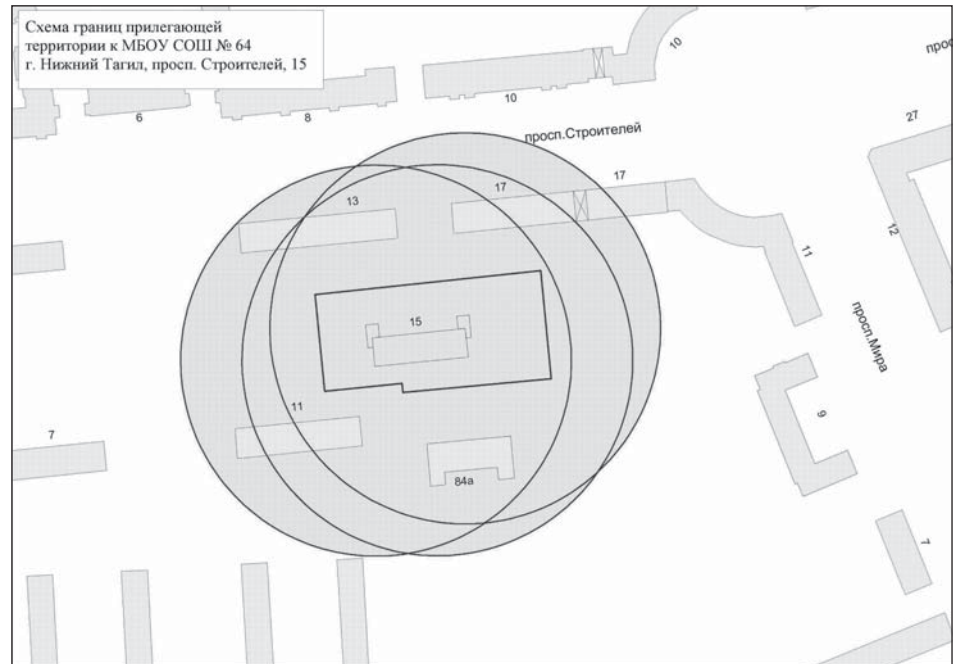 Схема границ прилегающей
территории к МБОУ СОШ № 64
г. Нижний Тагил, просп. Строителей, 15
10
прос
6
8
10
просп.Строителей
27
17
17
13
12
11
15
просп.Мира
11
9
7
84а
7